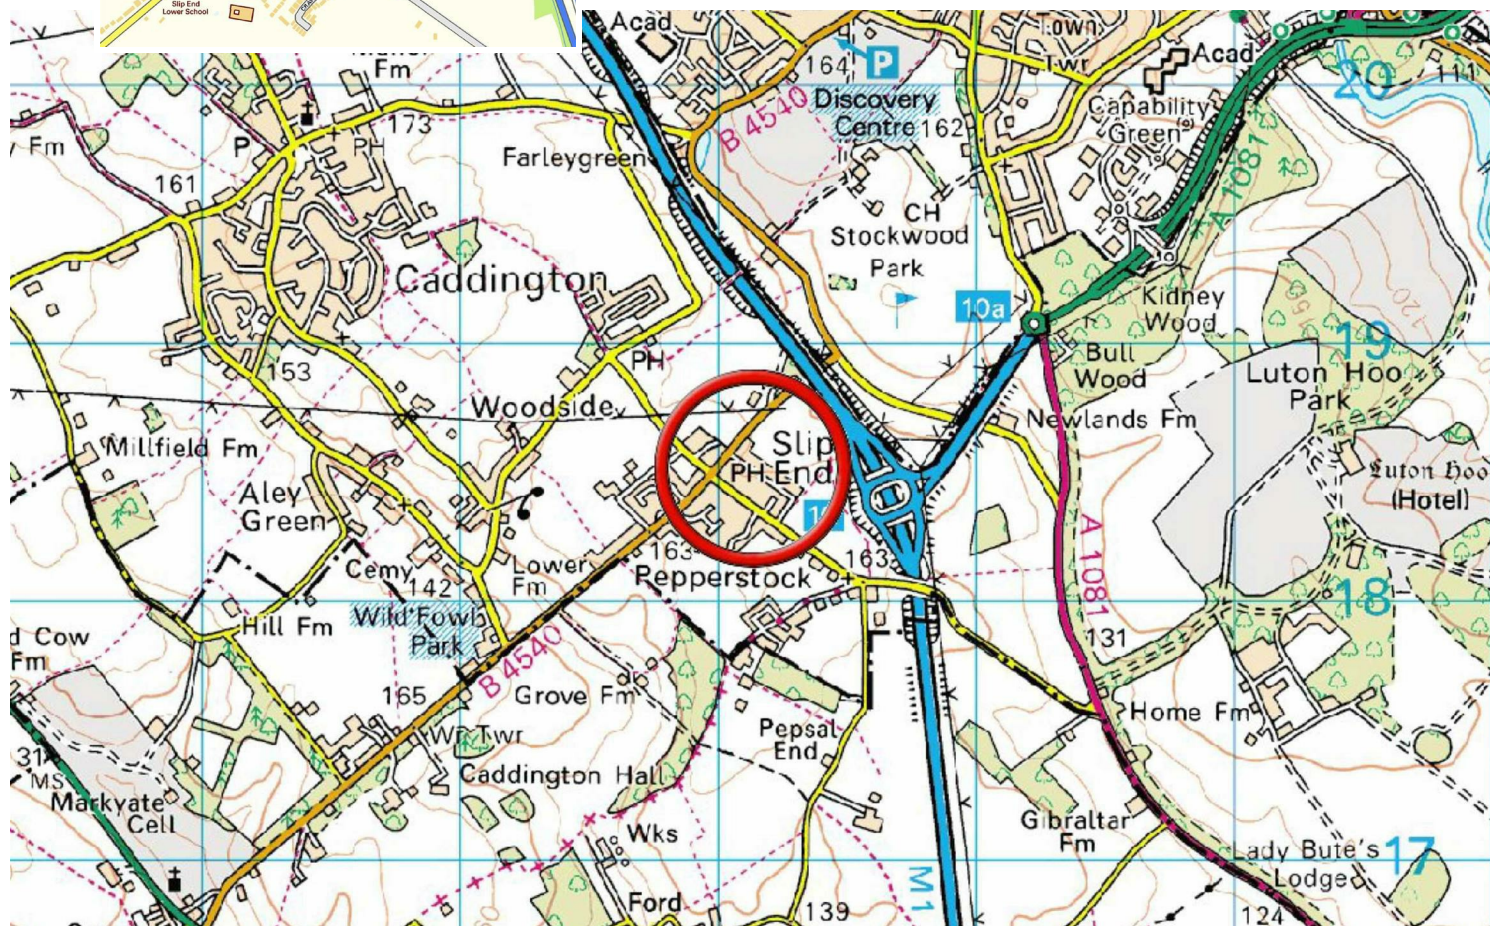 Slip End
Lower School
Acad
Fm
Town
Twr
Acad
164
P
Discovery
Centre
162
Capability
Green
20
111
173
B 4540
Fm
P
PH
Farleygreen
161
A 1081
CH
Stockwood
Park
Caddington
10a
Kidney
Wood
19
153
PH
Bull
Wood
Luton Hoo
Park
Woodside
Newlands Fm
Millfield Fm
Slip
End
PH
Luton Hoo
(Hotel)
Aley
Green
10
163
163
A 1081
Cemy
142
Lower
Fm
Pepperstock
18
d Cow
Fm
Hill Fm
Wild Fowl
Park
B 4540
131
165
Grove Fm
Home Fm
Wr Twr
Pepsal
End
31
MS
Markyate
Cell
Caddington Hall
Wks
Gibraltar
Fm
Lady Bute's
Lodge
17
M1
Ford
139
124